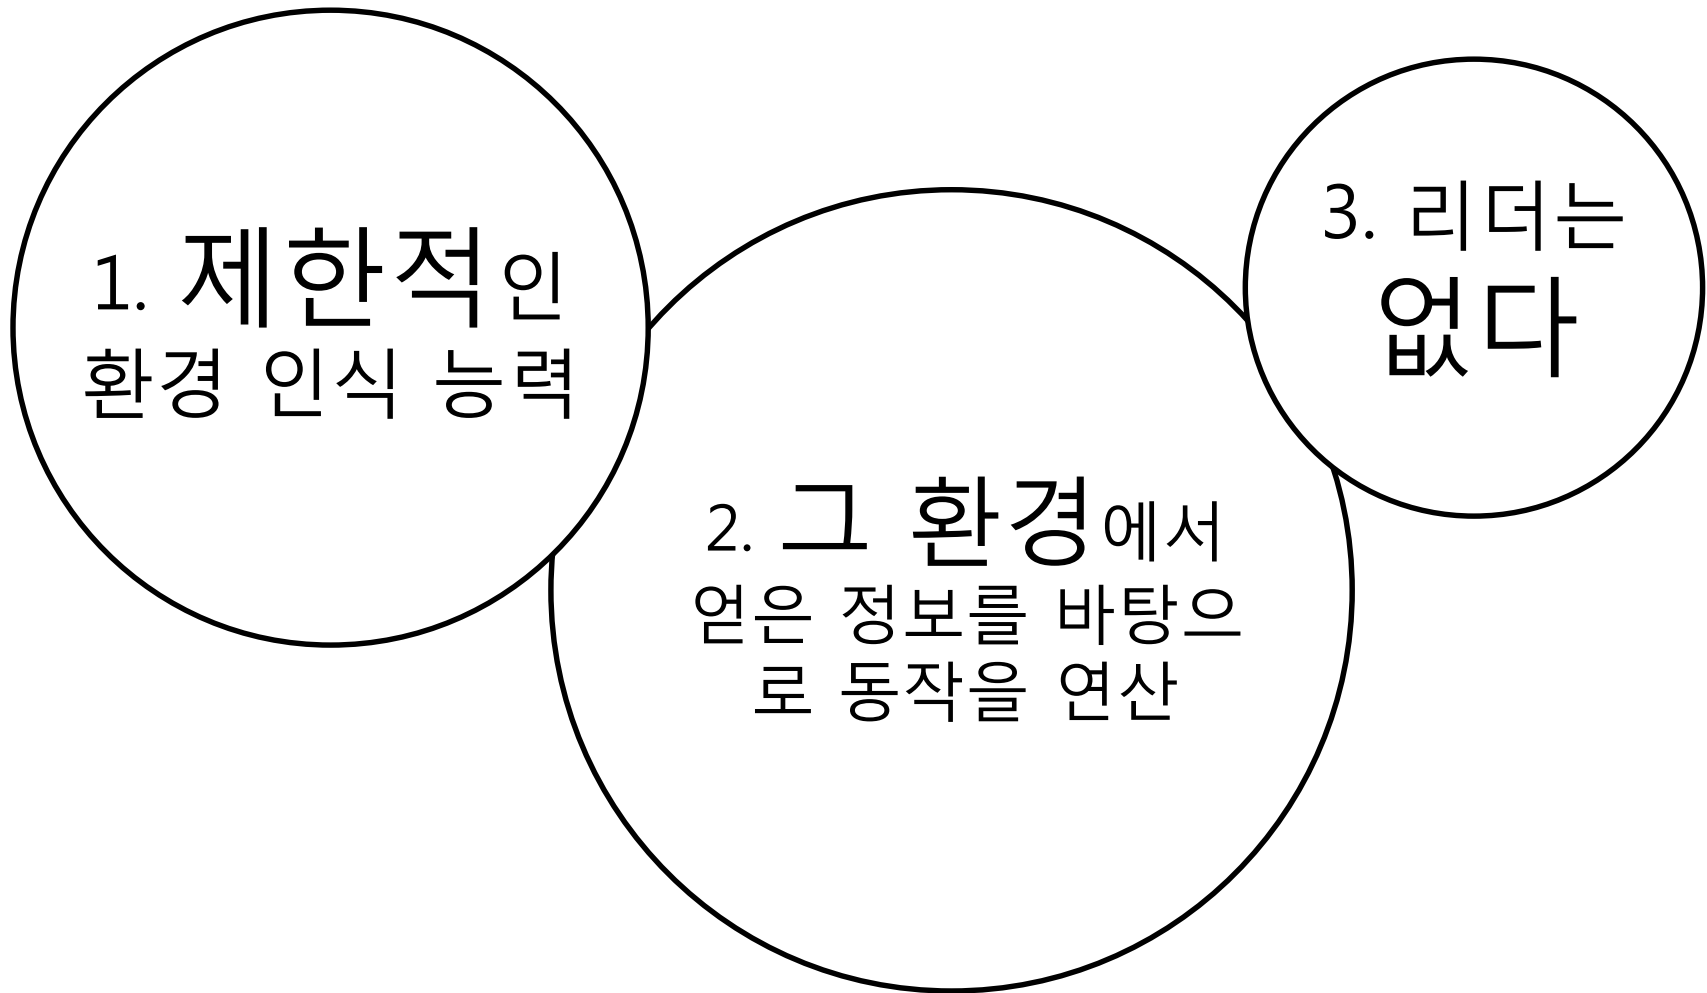 1. 제한적인
환경 인식 능력
2. 그 환경에서
얻은 정보를 바탕으
로 동작을 연산
3. 리더는
없다